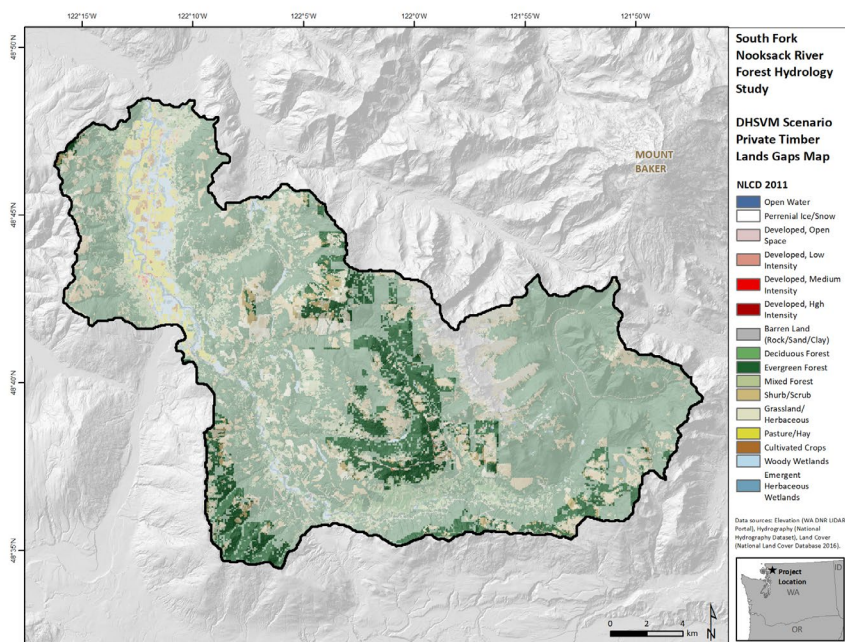 122°15'W
122°10'W
122°5'W
122°0'W
121°55'W
121°50'W
48°50'N
48°45'N
48°40'N
48°35'N
MOUNT
BAKER
0 2 4
km
N
South Fork
Nooksack River
Forest Hydrology
Study
DHSVM Scenario
Private Timber
Lands Gaps Map
NLCD 2011
Open Water
Perrenial Ice/Snow
Developed, Open
Space
Developed, Low
Intensity
Developed, Medium
Intensity
Developed, Hgh
Intensity
Barren Land
(Rock/Sand/Clay)
Deciduous Forest
Evergreen Forest
Mixed Forest
Shurb/Scrub
Grassland/
Herbaceous
Pasture/Hay
Cultivated Crops
Woody Wetlands
Emergent
Herbaceous
Wetlands
Data sources: Elevation (WA DNR LIDAR
Portal), Hydrography (National
Hydrography Dataset), Land Cover
(National Land Cover Database 2016).
Project
Location
WA
ID
OR